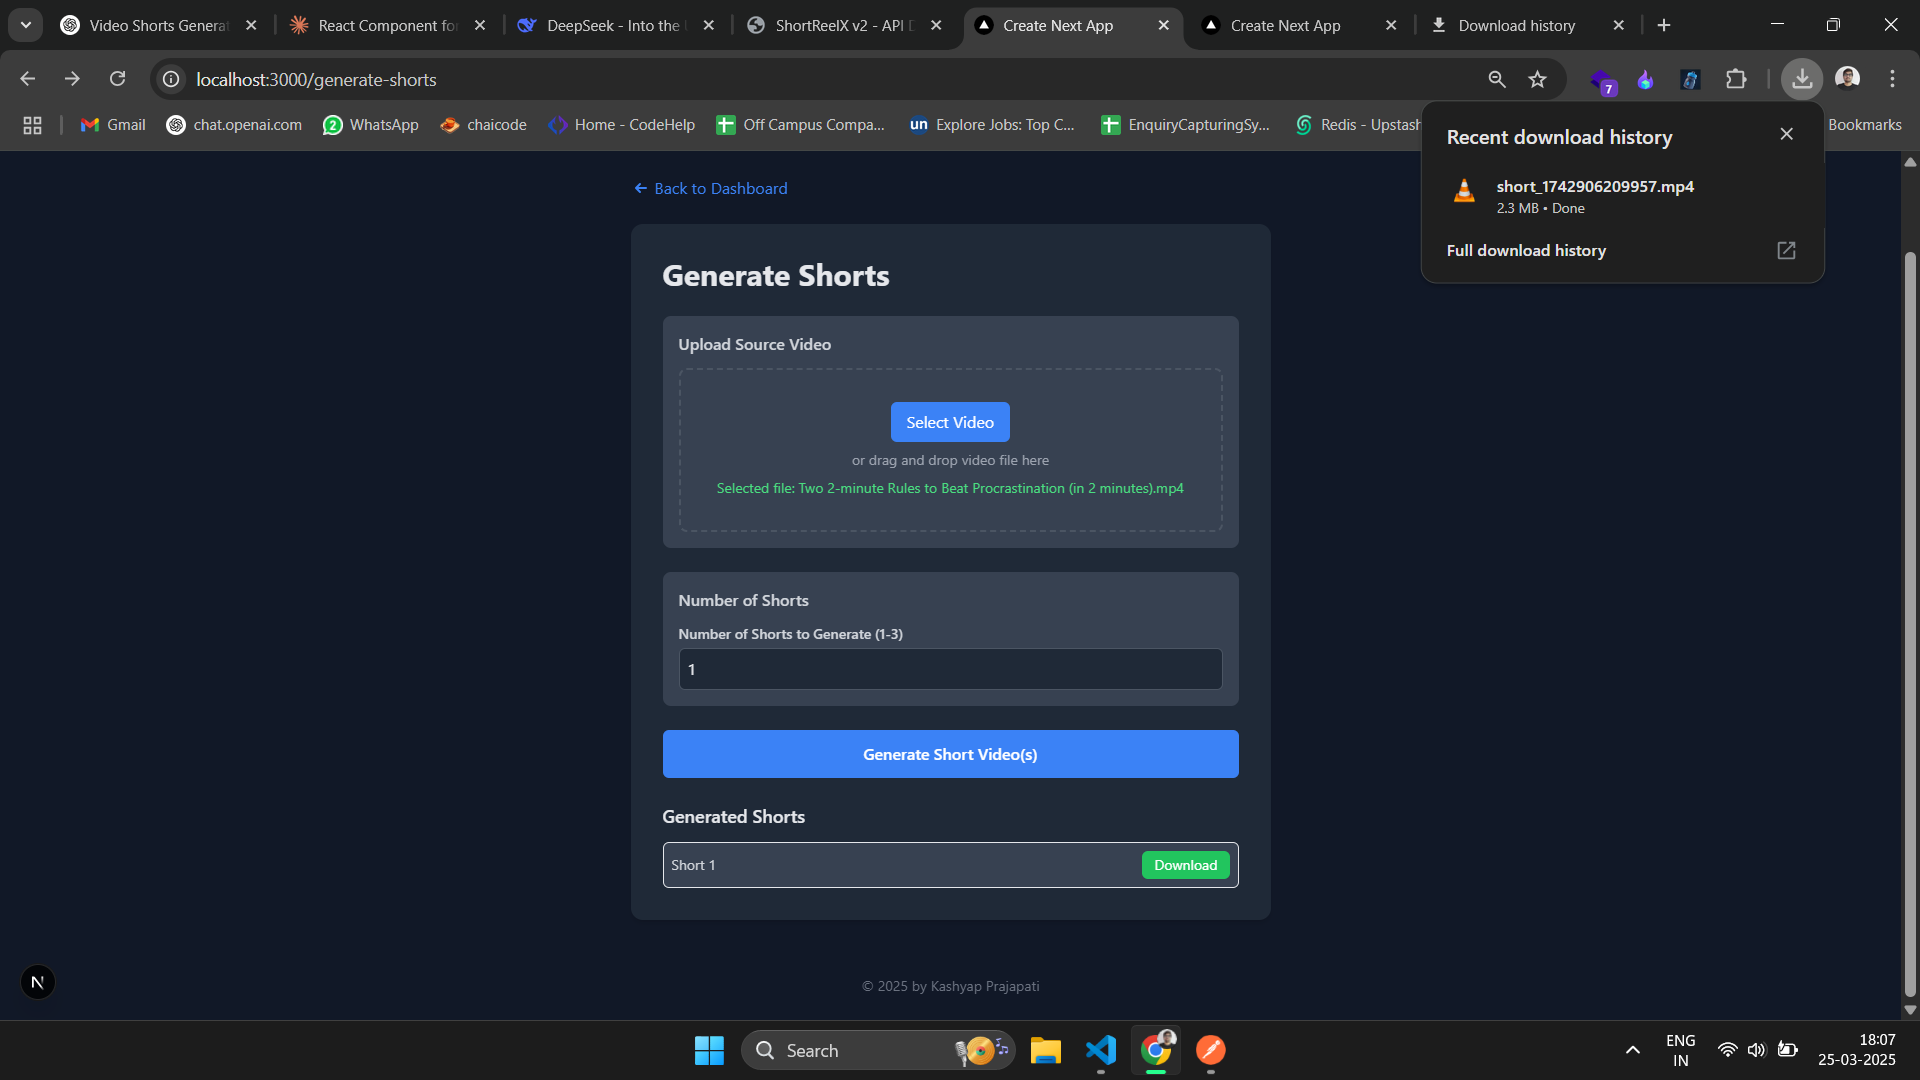 Video Shorts Generat
React Component for
DeepSeek - Into the
ShortReelX v2 - API D
Create Next App
Create Next App
Download history
localhost:3000/generate-shorts
7
Gmail
chat.openai.com
2
WhatsApp
chaicode
Home - CodeHelp
Off Campus Compa...
un
Explore Jobs: Top C...
EnquiryCapturingSy...
Redis - Upstash
Bookmarks
Recent download history
short_1742906209957.mp4
2.3 MB • Done
Full download history
← Back to Dashboard
Generate Shorts
Upload Source Video
Select Video
or drag and drop video file here
Selected file: Two 2-minute Rules to Beat Procrastination (in 2 minutes).mp4
Number of Shorts
Number of Shorts to Generate (1-3)
1
Generate Short Video(s)
Generated Shorts
Short 1
Download
N
© 2025 by Kashyap Prajapati
Search
ENG
IN
18:07
25-03-2025